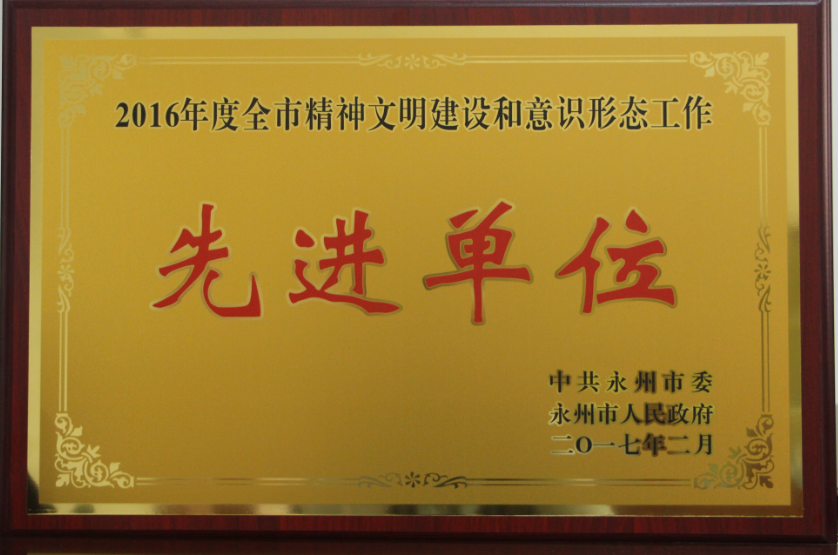 2016年度全市精神文明建设和意识形态工作
先进单位
中共永州市委
永州市人民政府
二O一七年二月